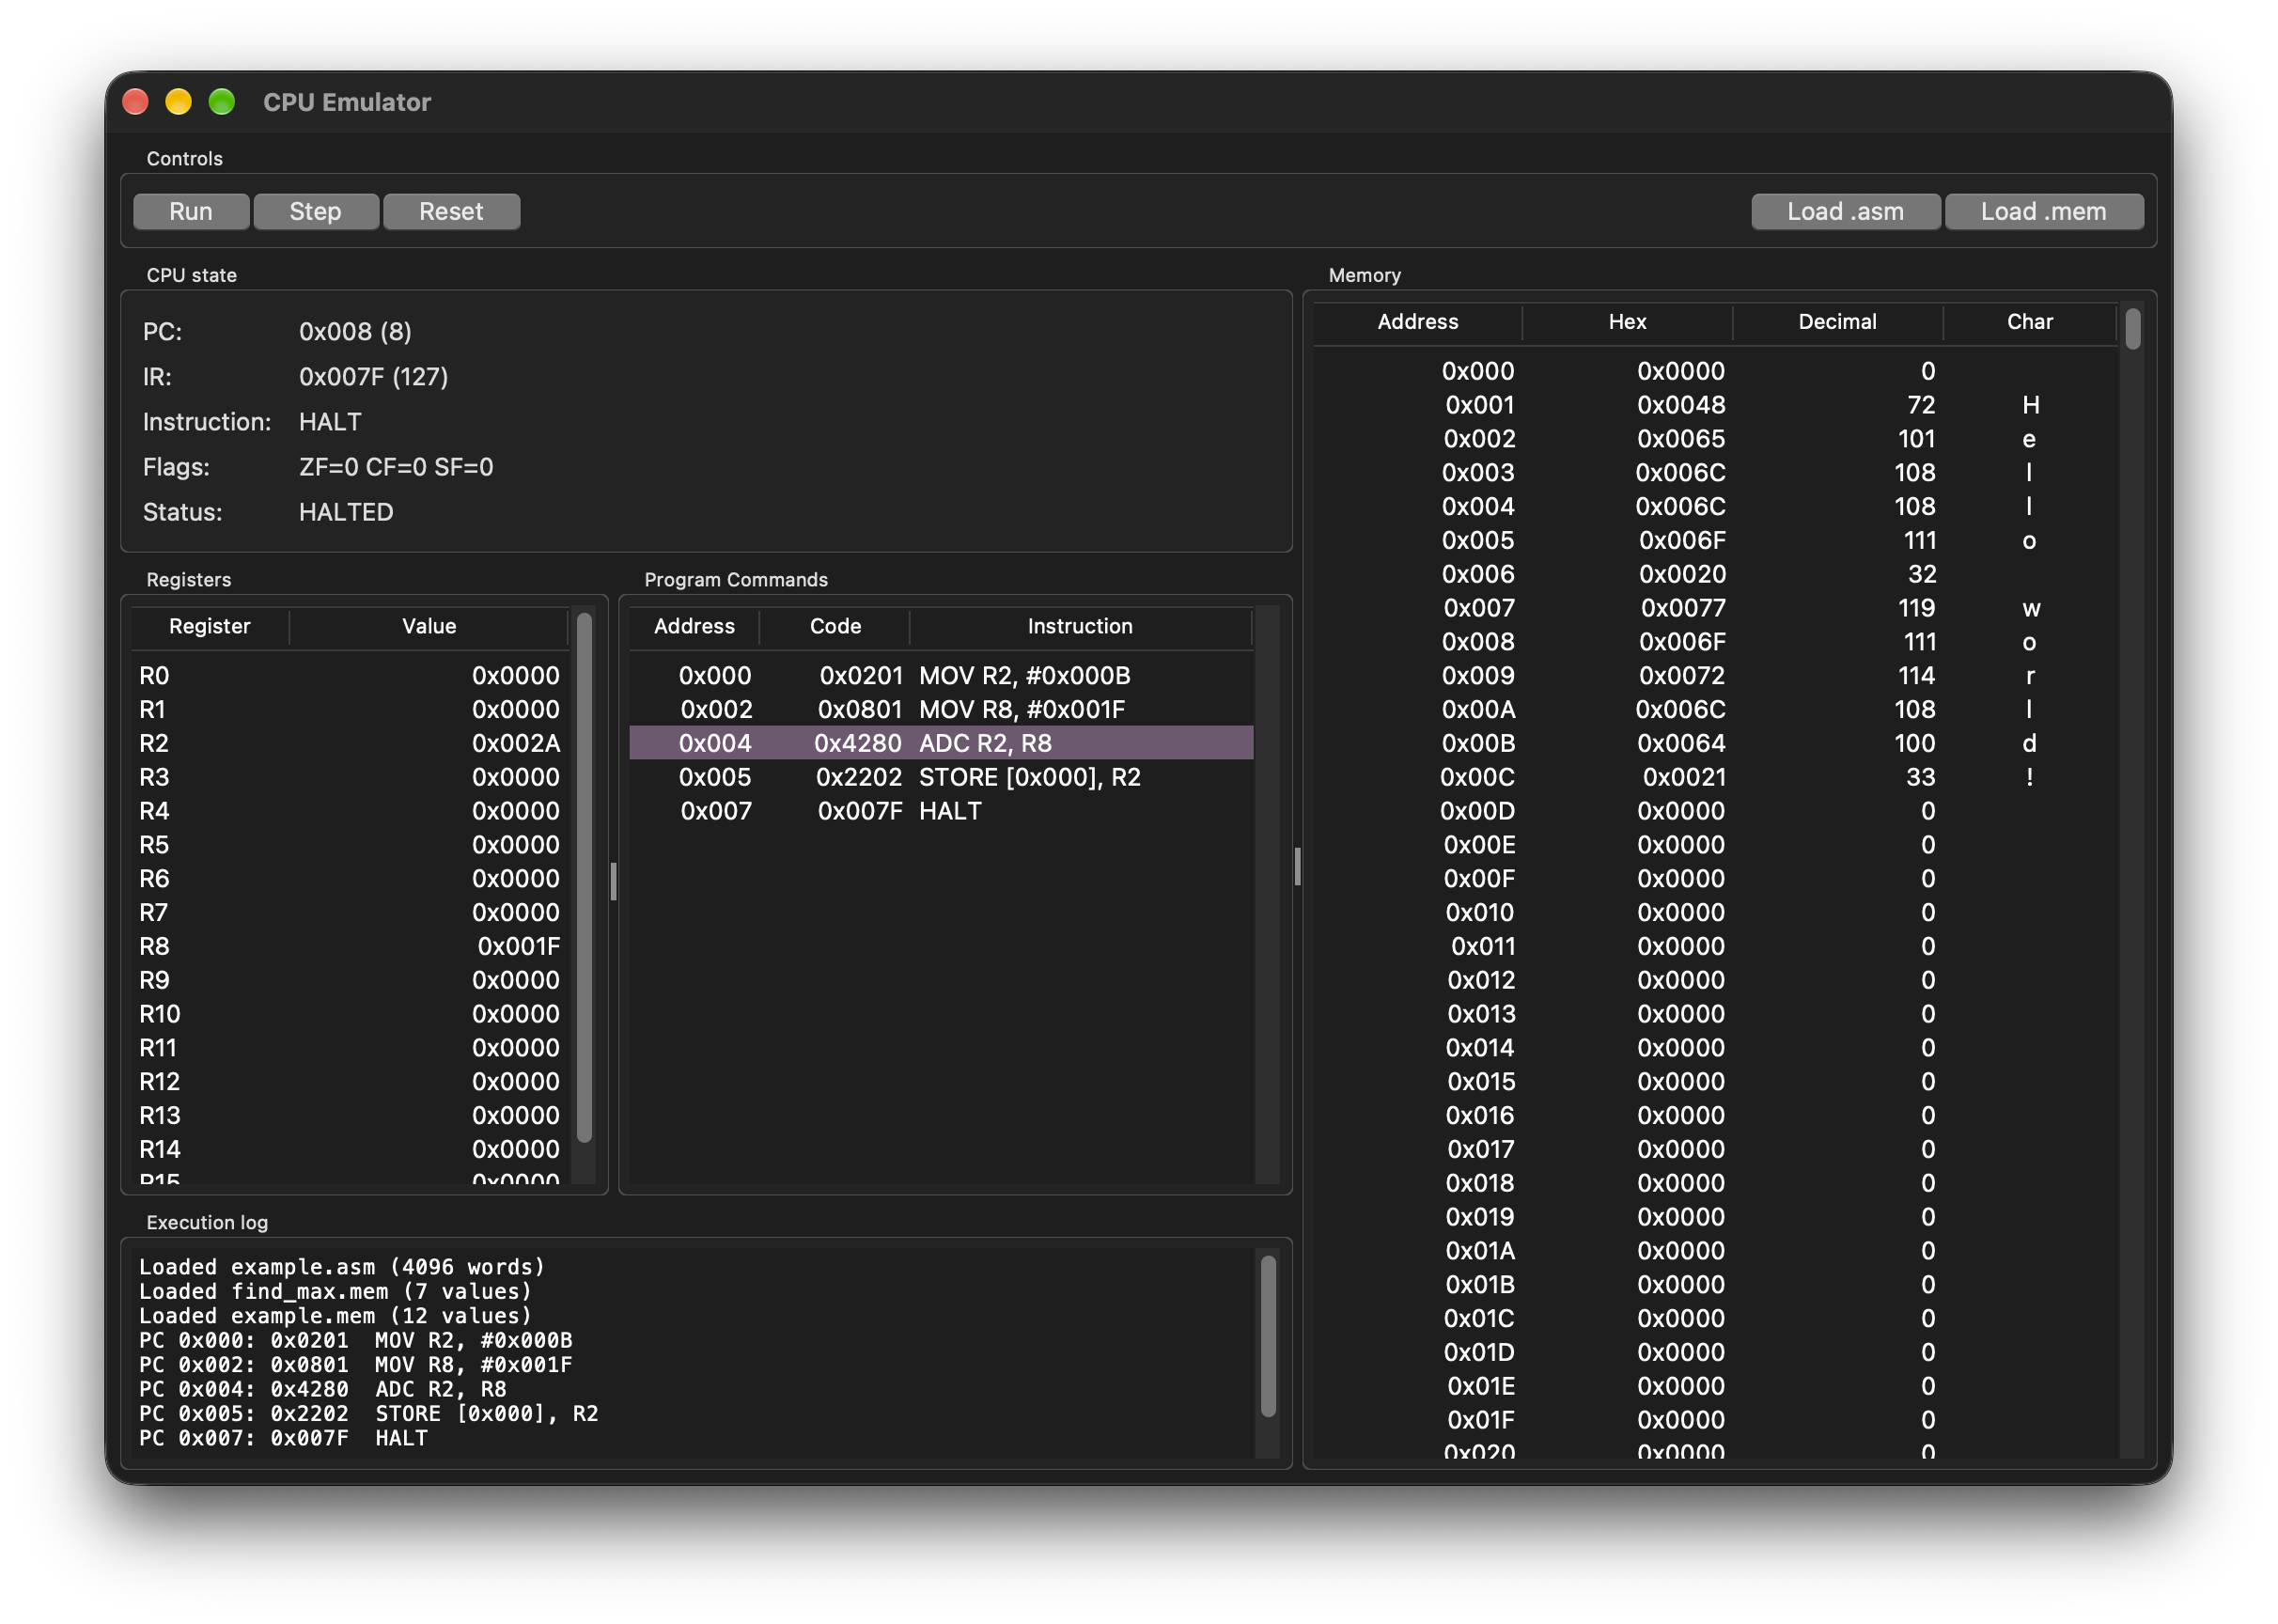 CPU Emulator
Controls
Run Step Reset Load .asm Load .mem
CPU state
PC: 0x008 (8)
IR: 0x007F (127)
Instruction: HALT
Flags: ZF=0 CF=0 SF=0
Status: HALTED
Registers
Register Value
R0 0x0000
R1 0x0000
R2 0x002A
R3 0x0000
R4 0x0000
R5 0x0000
R6 0x0000
R7 0x0000
R8 0x001F
R9 0x0000
R10 0x0000
R11 0x0000
R12 0x0000
R13 0x0000
R14 0x0000
R15 0x0000
Program Commands
Address Code Instruction
0x000 0x0201 MOV R2, #0x000B
0x002 0x0801 MOV R8, #0x001F
0x004 0x4280 ADC R2, R8
0x005 0x2202 STORE [0x000], R2
0x007 0x007F HALT
Execution log
Loaded example.asm (4096 words)
Loaded find_max.mem (7 values)
Loaded example.mem (12 values)
PC 0x000: 0x0201 MOV R2, #0x000B
PC 0x002: 0x0801 MOV R8, #0x001F
PC 0x004: 0x4280 ADC R2, R8
PC 0x005: 0x2202 STORE [0x000], R2
PC 0x007: 0x007F HALT
Memory
Address Hex Decimal Char
0x000 0x0000 0
0x001 0x0048 72 H
0x002 0x0065 101 e
0x003 0x006C 108 l
0x004 0x006C 108 l
0x005 0x006F 111 o
0x006 0x0020 32
0x007 0x0077 119 w
0x008 0x006F 111 o
0x009 0x0072 114 r
0x00A 0x006C 108 l
0x00B 0x0064 100 d
0x00C 0x0021 33 !
0x00D 0x0000 0
0x00E 0x0000 0
0x00F 0x0000 0
0x010 0x0000 0
0x011 0x0000 0
0x012 0x0000 0
0x013 0x0000 0
0x014 0x0000 0
0x015 0x0000 0
0x016 0x0000 0
0x017 0x0000 0
0x018 0x0000 0
0x019 0x0000 0
0x01A 0x0000 0
0x01B 0x0000 0
0x01C 0x0000 0
0x01D 0x0000 0
0x01E 0x0000 0
0x01F 0x0000 0
0x020 0x0000 0